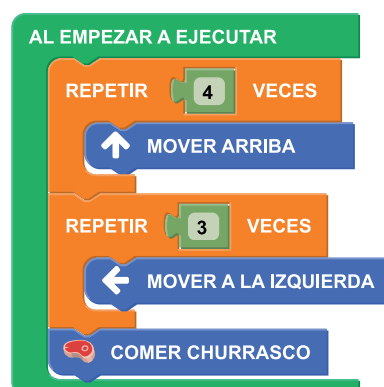 AL EMPEZAR A EJECUTAR
REPETIR 4 VECES
MOVER ARRIBA
REPETIR 3 VECES
MOVER A LA IZQUIERDA
COMER CHURRASCO